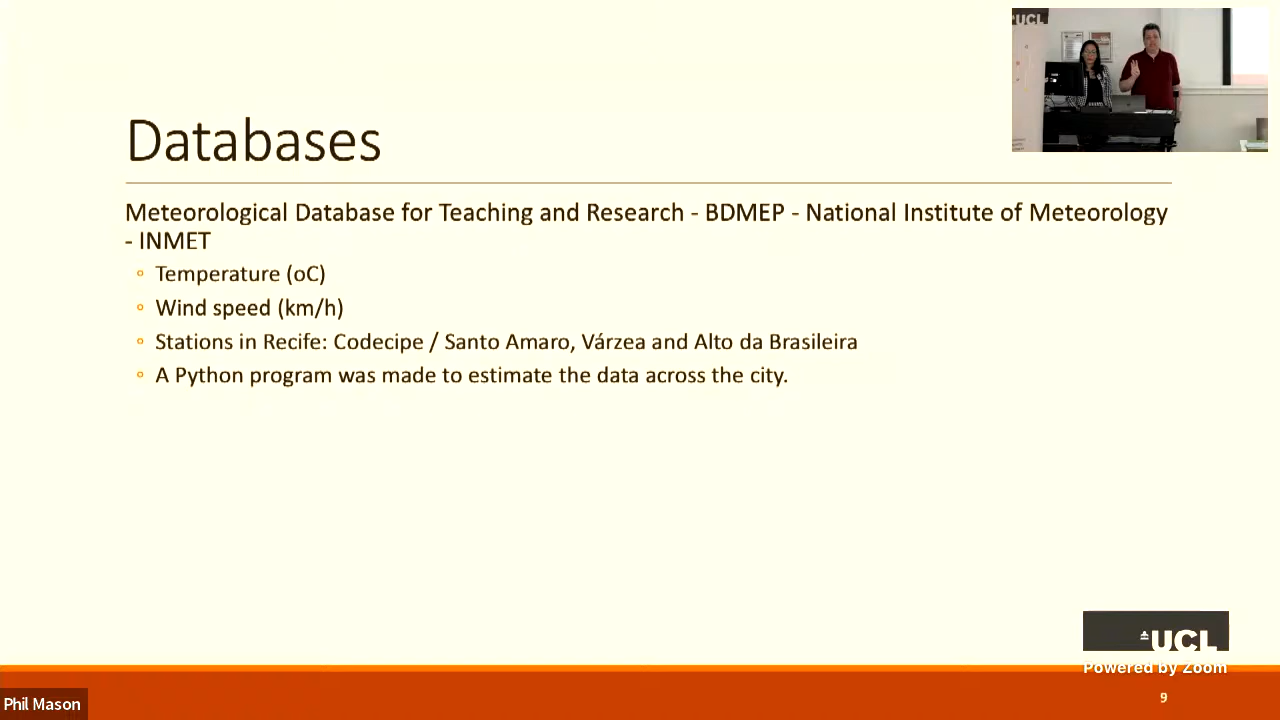 UCL
Databases
Meteorological Database for Teaching and Research - BDMEP - National Institute of Meteorology
- INMET
Temperature (oC)
Wind speed (km/h)
Stations in Recife: Codecipe / Santo Amaro, Várzea and Alto da Brasileira
A Python program was made to estimate the data across the city.
UCL
Powered by Zoom
Phil Mason
9